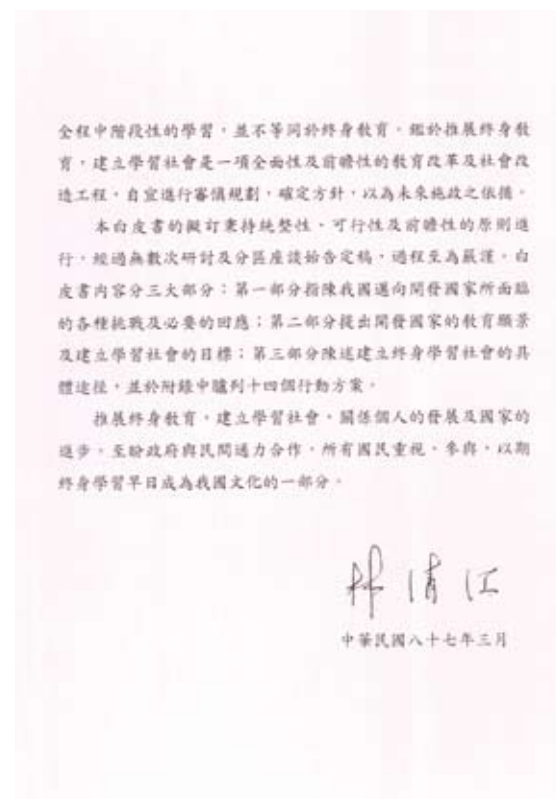 全程中階段性的學習，並不等同於終身教育。鑑於推展終身教
育，建立學習社會是一項全面性及前瞻性的教育改革及社會改
造工程，自宜進行審慎規劃，確定方針，以為未來施政之依循。
本白皮書的擬訂秉持統整性、可行性及前瞻性的原則進
行，經過無數次研討及分區座談始告定稿，過程至為嚴謹。白
皮書內容分三大部分：第一部分指陳我國邁向開發國家所面臨
的各種挑戰及必要的回應；第二部分提出開發國家的教育願景
及建立學習社會的目標；第三部分陳述建立終身學習社會的具
體途徑，並於附錄中臚列十四個行動方案。
推展終身教育，建立學習社會，關係個人的發展及國家的
進步，至盼政府與民間通力合作，所有國民重視、參與，以期
終身學習早日成為我國文化的一部分。
林清江
中華民國八十七年三月